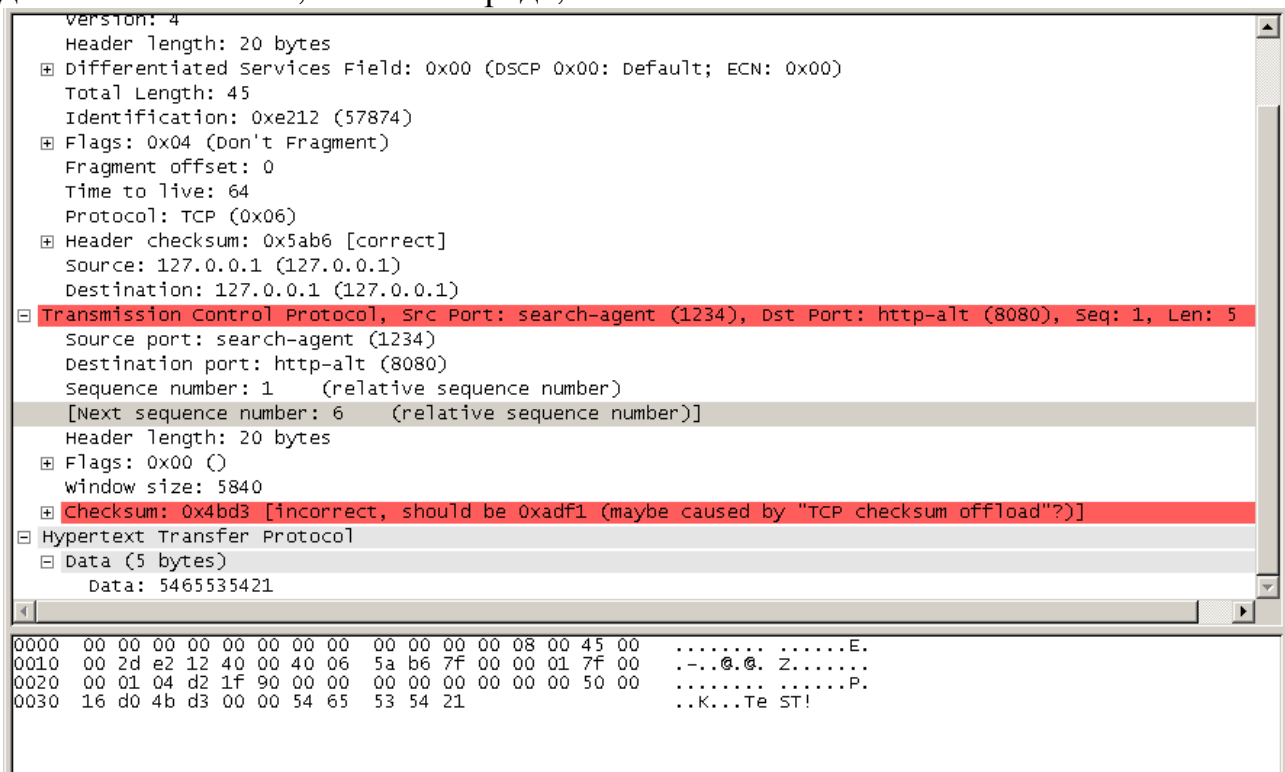 version: 4
Header length: 20 bytes
Differentiated Services Field: 0x00 (DSCP 0x00: Default; ECN: 0x00)
Total Length: 45
Identification: 0xe212 (57874)
Flags: 0x04 (Don't Fragment)
Fragment offset: 0
Time to live: 64
Protocol: TCP (0x06)
Header checksum: 0x5ab6 [correct]
Source: 127.0.0.1 (127.0.0.1)
Destination: 127.0.0.1 (127.0.0.1)
Transmission Control Protocol, Src Port: search-agent (1234), Dst Port: http-alt (8080), Seq: 1, Len: 5
Source port: search-agent (1234)
Destination port: http-alt (8080)
Sequence number: 1    (relative sequence number)
[Next sequence number: 6    (relative sequence number)]
Header length: 20 bytes
Flags: 0x00 ()
Window size: 5840
Checksum: 0x4bd3 [incorrect, should be 0xadf1 (maybe caused by "TCP checksum offload"?)]
Hypertext Transfer Protocol
Data (5 bytes)
Data: 5465535421
0000  00 00 00 00 00 00 00 00  00 00 00 00 08 00 45 00  ........ ......E.
0010  00 2d e2 12 40 00 40 06  5a b6 7f 00 00 01 7f 00  .-..@.@. Z.......
0020  00 01 04 d2 1f 90 00 00  00 00 00 00 00 00 50 00  ........ ......P.
0030  16 d0 4b d3 00 00 54 65  53 54 21  ..K...Te ST!